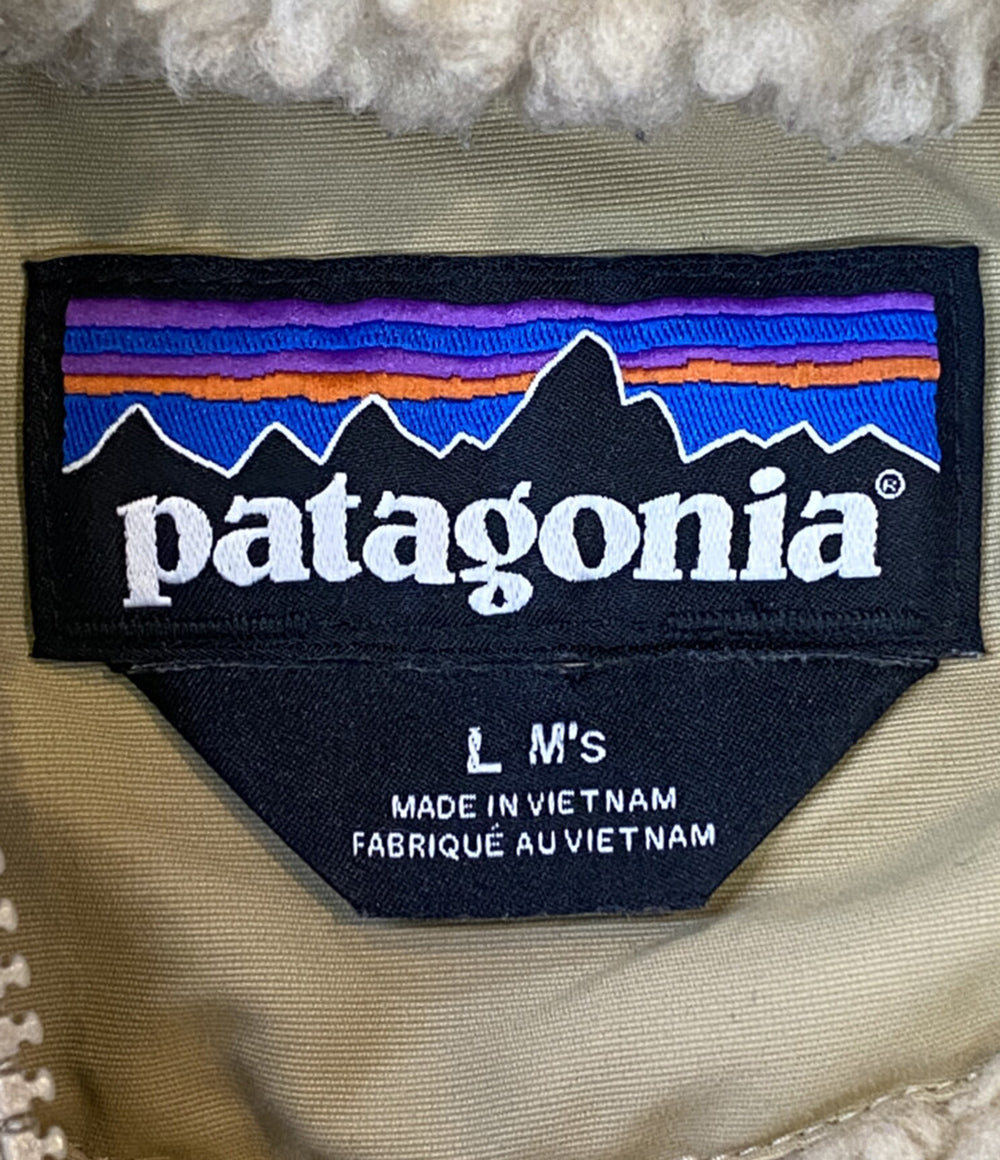 patagonia®
L M's
MADE IN VIETNAM
FABRIQUÉ AU VIETNAM